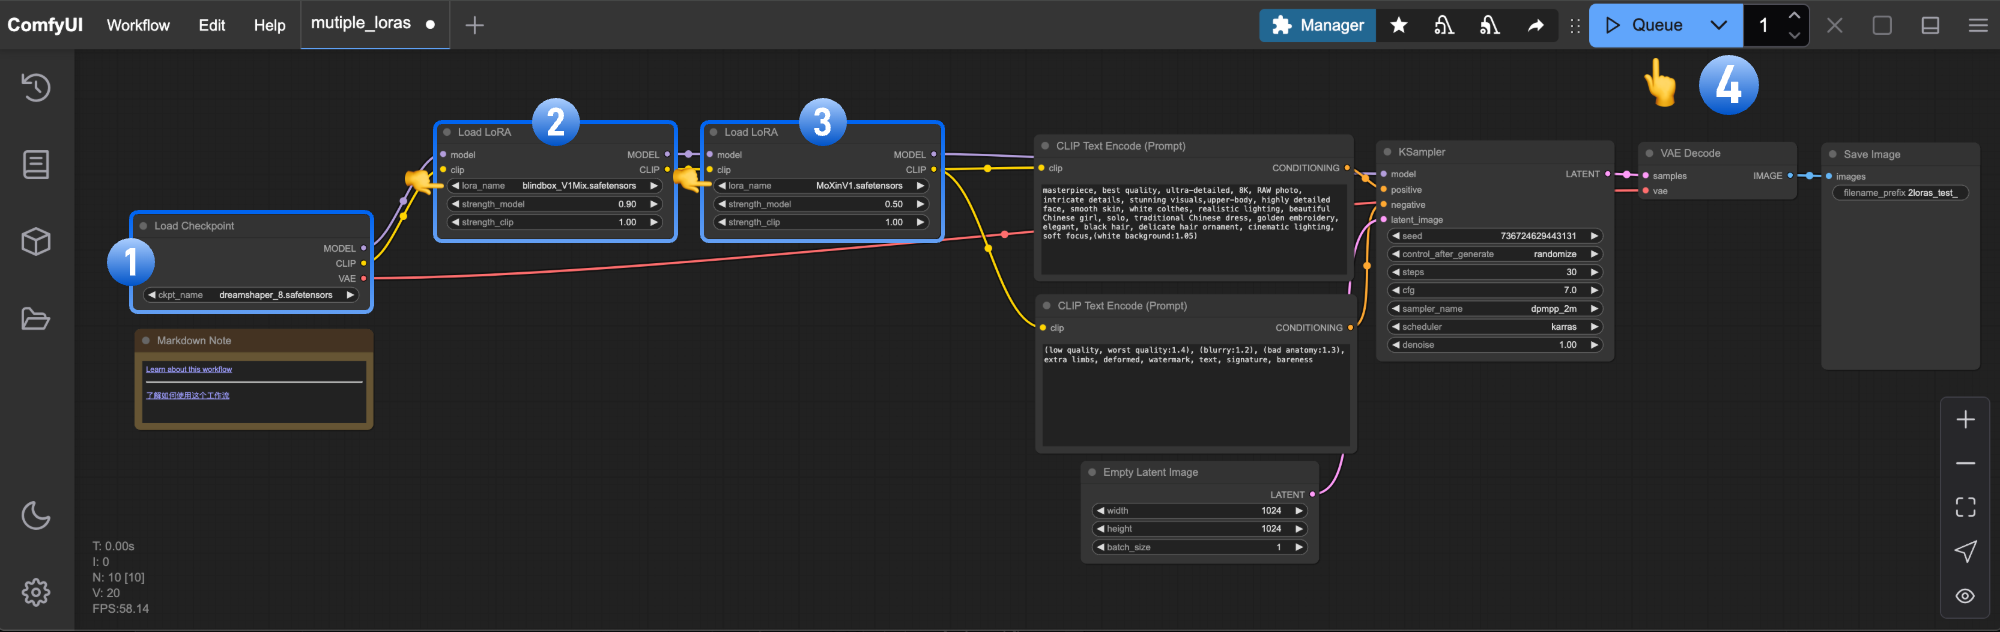 ComfyUI Workflow Edit Help mutiple_loras Manager Queue 1
4
2
3
1
Load LoRA
model MODEL
clip CLIP
lora_name blindbox_V1Mix.safetensors
strength_model 0.90
strength_clip 1.00
Load LoRA
model MODEL
clip CLIP
lora_name MoXinV1.safetensors
strength_model 0.50
strength_clip 1.00
Load Checkpoint
MODEL
CLIP
VAE
ckpt_name dreamshaper_8.safetensors
Markdown Note
Learn about this workflow
了解如何使用这个工作流
CLIP Text Encode (Prompt)
CONDITIONING
clip
masterpiece, best quality, ultra-detailed, 8K, RAW photo,
intricate details, stunning visuals,upper-body, highly detailed
face, smooth skin, white colthes, realistic lighting, beautiful
Chinese girl, solo, traditional Chinese dress, golden embroidery,
elegant, black hair, delicate hair ornament, cinematic lighting,
soft focus,(white background:1.05)
CLIP Text Encode (Prompt)
clip CONDITIONING
(low quality, worst quality:1.4), (blurry:1.2), (bad anatomy:1.3),
extra limbs, deformed, watermark, text, signature, bareness
Empty Latent Image
LATENT
width 1024
height 1024
batch_size 1
KSampler
model LATENT
positive
negative
latent_image
seed 736724629443131
control_after_generate randomize
steps 30
cfg 7.0
sampler_name dpmpp_2m
scheduler karras
denoise 1.00
VAE Decode
samples IMAGE
vae
Save Image
images
filename_prefix 2loras_test_
T: 0.00s
I: 0
N: 10 [10]
V: 20
FPS:58.14